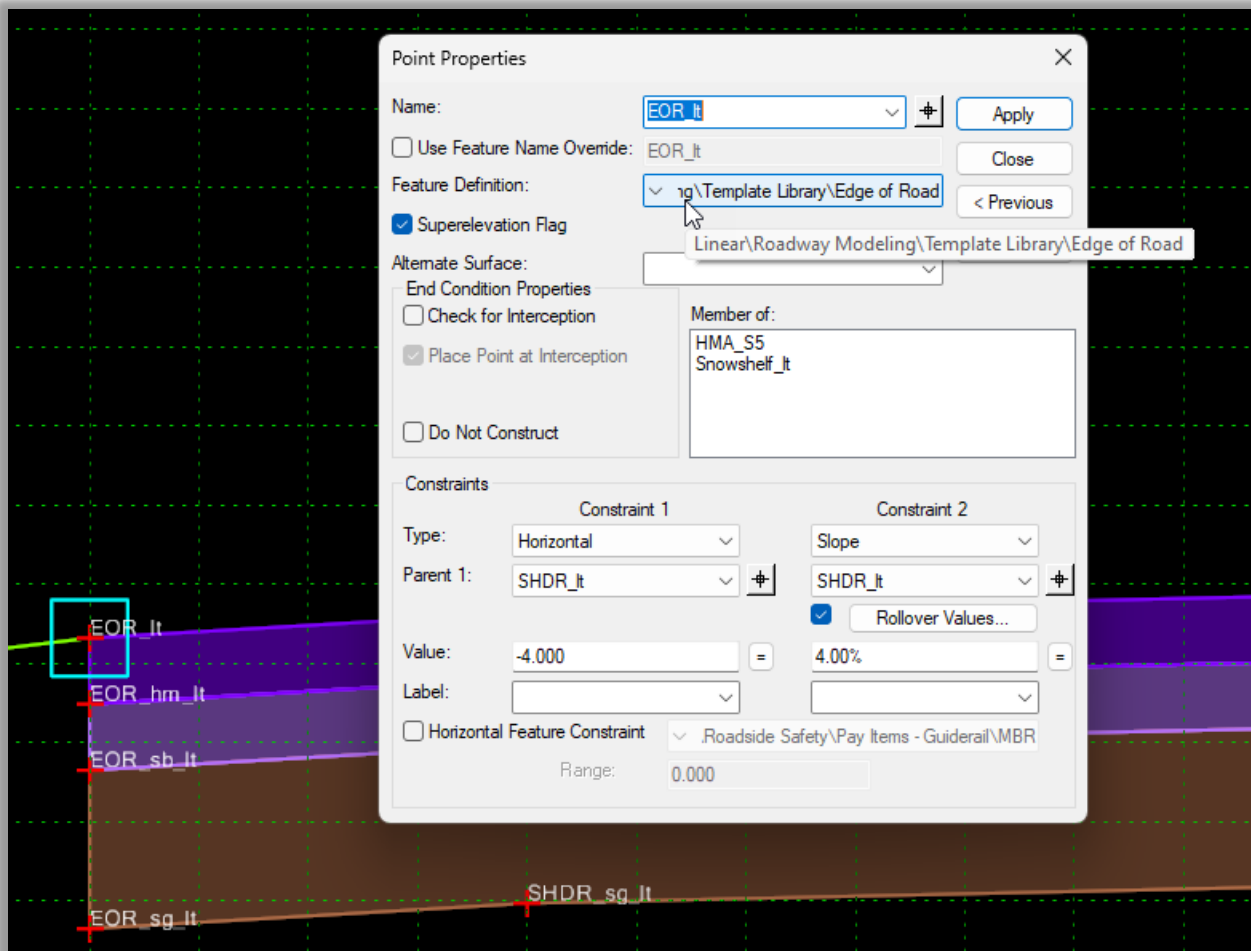 Point Properties
Name:
EOR_lt
Apply
Use Feature Name Override:
EOR_lt
Close
Feature Definition:
ng\Template Library\Edge of Road
< Previous
Superelevation Flag
Linear\Roadway Modeling\Template Library\Edge of Road
Alternate Surface:
End Condition Properties
Check for Interception
Member of:
HMA_S5
Place Point at Interception
Snowshelf_lt
Do Not Construct
Constraints
Constraint 1
Constraint 2
Type:
Horizontal
Slope
Parent 1:
SHDR_lt
SHDR_lt
Rollover Values...
Value:
-4.000
=
4.00%
=
Label:
Horizontal Feature Constraint
.Roadside Safety\Pay Items - Guiderail\MBR
Range:
0.000
EOR_lt
EOR_hm_lt
EOR_sb_lt
SHDR_sg_lt
EOR_sg_lt